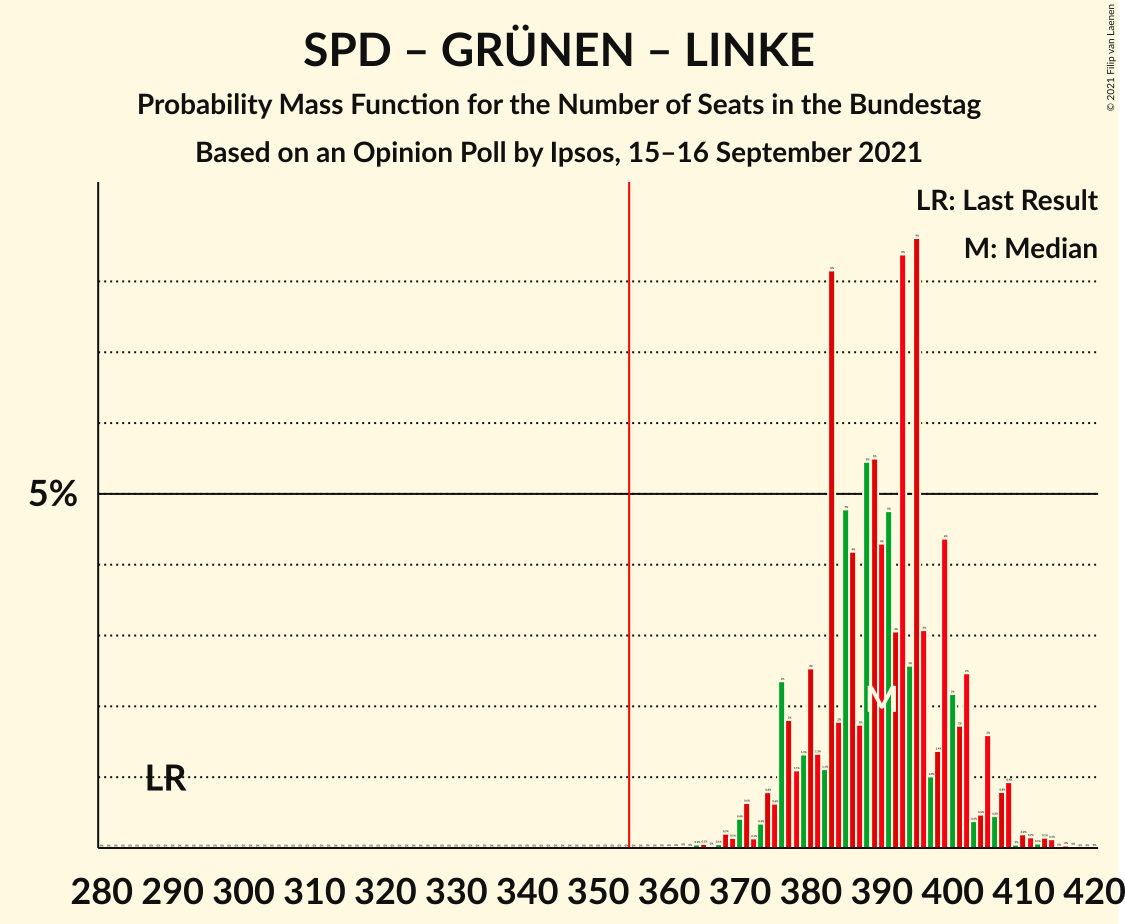 SPD – GRÜNEN – LINKE
Probability Mass Function for the Number of Seats in the Bundestag
Based on an Opinion Poll by Ipsos, 15–16 September 2021
© 2021 Filip van Laenen
LR: Last Result
M: Median
5%
LR
M
280 290 300 310 320 330 340 350 360 370 380 390 400 410 420